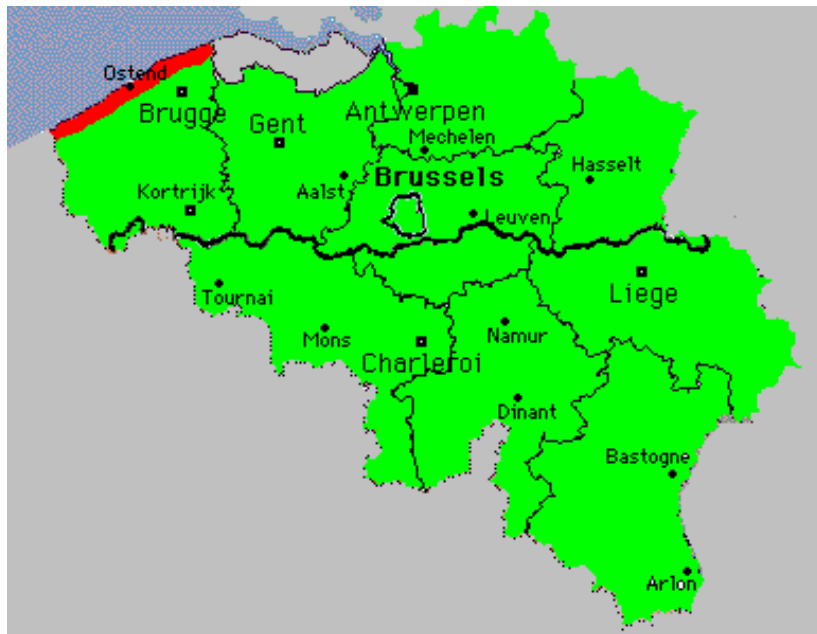 Ostend
Brugge
Antwerpen
Gent
Mechelen
Hasselt
Brussels
Aalst
Kortrijk
Leuven
Tournai
Liege
Mons
Namur
Charleroi
Dinant
Bastogne
Arlon